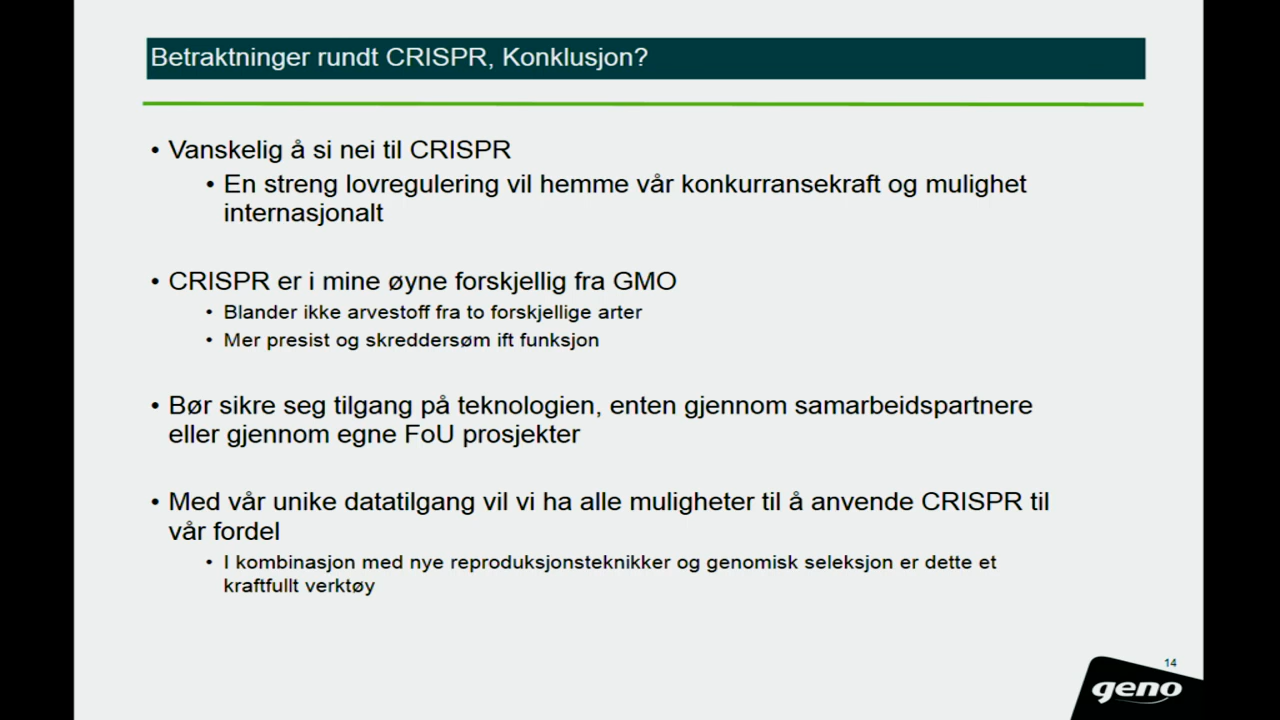 Betraktninger rundt CRISPR, Konklusjon?
• Vanskelig å si nei til CRISPR
• En streng lovregulering vil hemme vår konkurransekraft og mulighet
internasjonalt
• CRISPR er i mine øyne forskjellig fra GMO
• Blander ikke arvestoff fra to forskjellige arter
• Mer presist og skreddersøm ift funksjon
• Bør sikre seg tilgang på teknologien, enten gjennom samarbeidspartnere
eller gjennom egne FoU prosjekter
• Med vår unike datatilgang vil vi ha alle muligheter til å anvende CRISPR til
vår fordel
• I kombinasjon med nye reproduksjonsteknikker og genomisk seleksjon er dette et
kraftfullt verktøy
14
geno